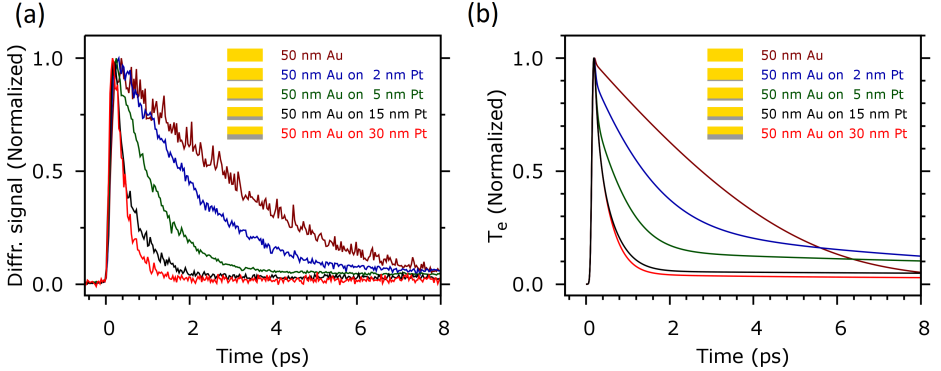 (a)
Diffr. signal (Normalized)
1.0
0.5
0.0
50 nm Au
50 nm Au on 2 nm Pt
50 nm Au on 5 nm Pt
50 nm Au on 15 nm Pt
50 nm Au on 30 nm Pt
0 2 4 6 8
Time (ps)
(b)
Te (Normalized)
1.0
0.5
0.0
50 nm Au
50 nm Au on 2 nm Pt
50 nm Au on 5 nm Pt
50 nm Au on 15 nm Pt
50 nm Au on 30 nm Pt
0 2 4 6 8
Time (ps)